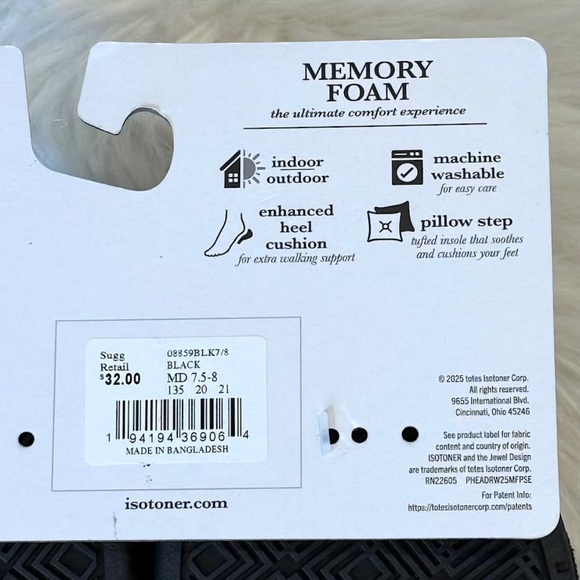 MEMORY
FOAM
the ultimate comfort experience
indoor
outdoor
machine
washable
for easy care
enhanced
heel
cushion
for extra walking support
pillow step
tufted insole that soothes
and cushions your feet
Sugg
Retail
$32.00
08859BLK7/8
BLACK
MD 7.5-8
135 20 21
1 94194 36906 4
MADE IN BANGLADESH
isotoner.com
© 2025 totes Isotoner Corp.
All rights reserved.
9655 International Blvd.
Cincinnati, Ohio 45246
See product label for fabric
content and country of origin.
ISOTONER and the Jewel Design
are trademarks of totes Isotoner Corp.
RN22605 PHEADRW25MFPSE
For Patent Info:
https://totesisotonercorp.com/patents